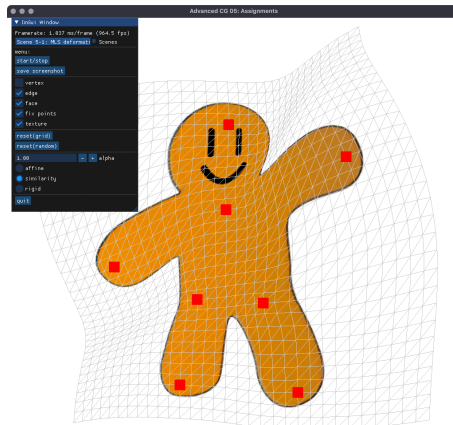 Advanced CG 05: Assignments
ImGui Window
Framerate: 1.037 ms/frame (964.5 fps)
Scene 5-1: MLS deformati Scenes
menu:
start/stop
save screenshot
vertex
edge
face
fix points
texture
reset(grid)
reset(random)
1.00 - + alpha
affine
similarity
rigid
quit